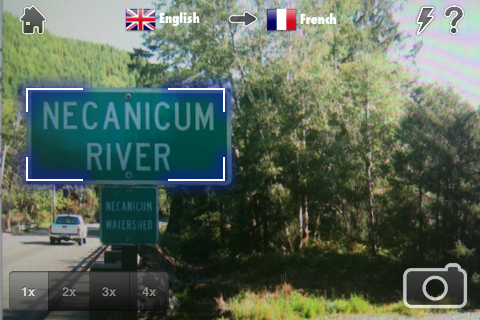 English
French
NECANICUM
RIVER
NECANICUM
WATERSHED
1x 2x 3x 4x
?